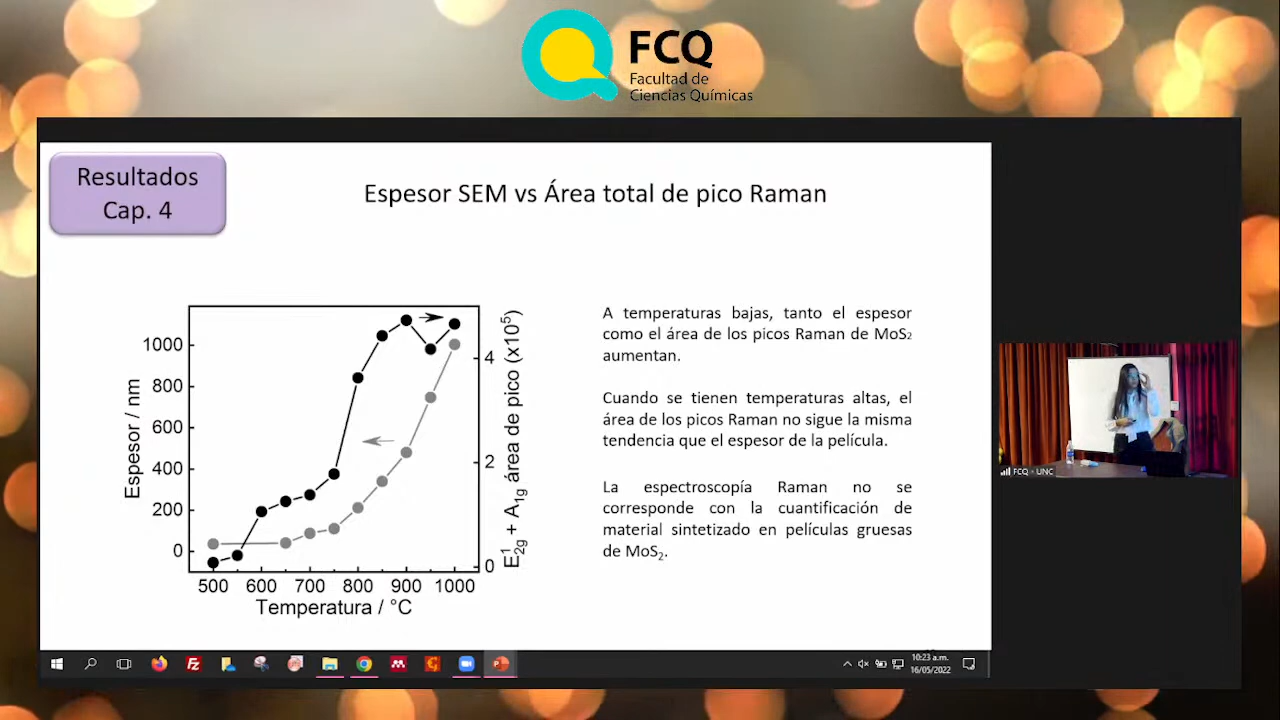 FCQ
Facultad de
Ciencias Químicas
Resultados
Cap. 4
Espesor SEM vs Área total de pico Raman
Espesor / nm
1000
800
600
400
200
0
500 600 700 800 900 1000
Temperatura / °C
4
2
0
E¹2g + A1g área de pico (x10⁵)
A temperaturas bajas, tanto el espesor
como el área de los picos Raman de MoS₂
aumentan.
Cuando se tienen temperaturas altas, el
área de los picos Raman no sigue la misma
tendencia que el espesor de la película.
La espectroscopía Raman no se
corresponde con la cuantificación de
material sintetizado en películas gruesas
de MoS₂.
FCQ - UNC
10:23 a.m.
16/05/2022